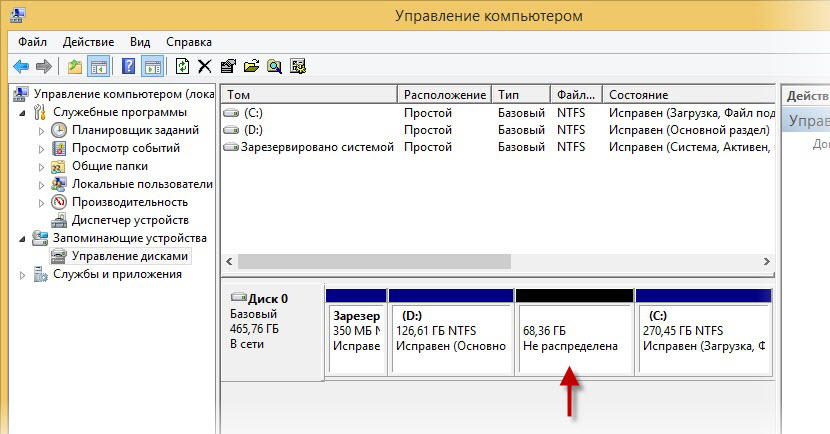 Управление компьютером
Файл Действие Вид Справка
Управление компьютером (лока
Служебные программы
Планировщик заданий
Просмотр событий
Общие папки
Локальные пользователи
Производительность
Диспетчер устройств
Запоминающие устройства
Управление дисками
Службы и приложения
Том Расположение Тип Файл... Состояние
(C:) Простой Базовый NTFS Исправен (Загрузка, Файл под
(D:) Простой Базовый NTFS Исправен (Основной раздел)
Зарезервировано системой Простой Базовый NTFS Исправен (Система, Активен,
Диск 0
Базовый
465,76 ГБ
В сети
Зарезер
350 МБ N
Исправе
(D:)
126,61 ГБ NTFS
Исправен (Основно
68,36 ГБ
Не распределена
(C:)
270,45 ГБ NTFS
Исправен (Загрузка, Ф
Действ
Управ
До